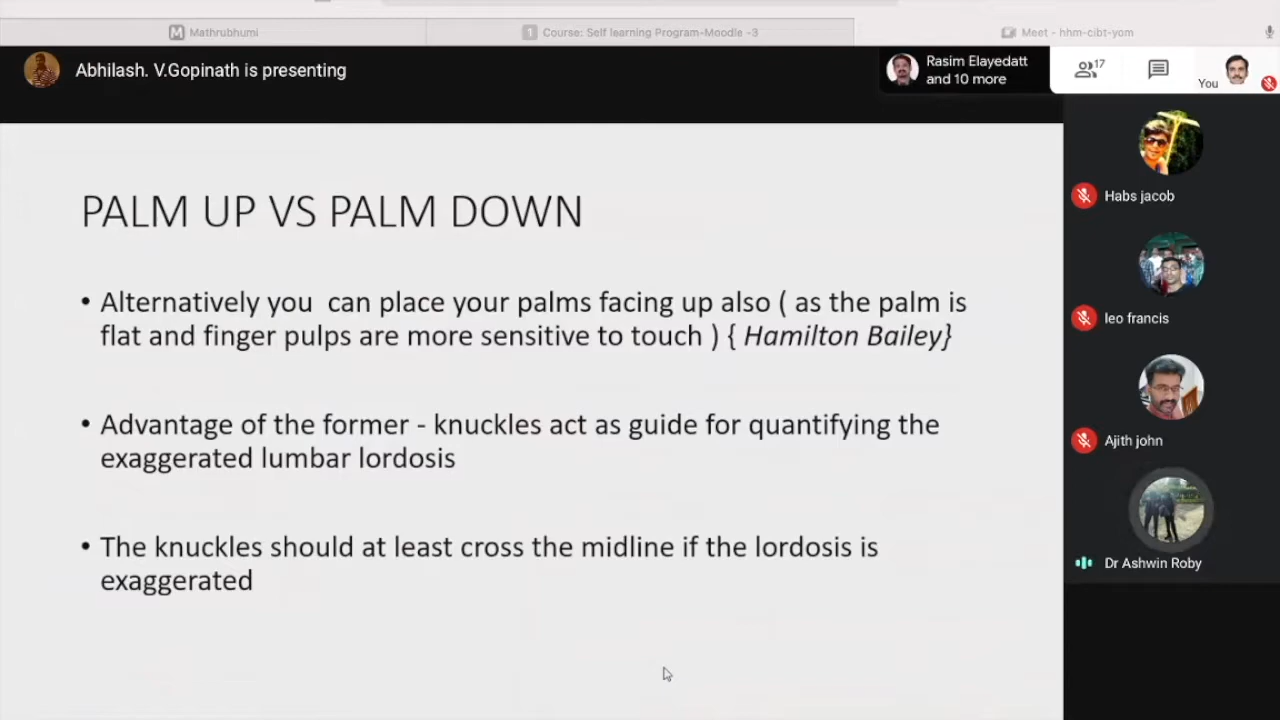 Mathrubhumi
Course: Self learning Program-Moodle -3
Meet - hhm-cibt-yom
Abhilash. V.Gopinath is presenting
Rasim Elayedatt
and 10 more
17
You
PALM UP VS PALM DOWN
• Alternatively you can place your palms facing up also ( as the palm is
flat and finger pulps are more sensitive to touch ) { Hamilton Bailey}
• Advantage of the former - knuckles act as guide for quantifying the
exaggerated lumbar lordosis
• The knuckles should at least cross the midline if the lordosis is
exaggerated
Habs jacob
leo francis
Ajith john
Dr Ashwin Roby